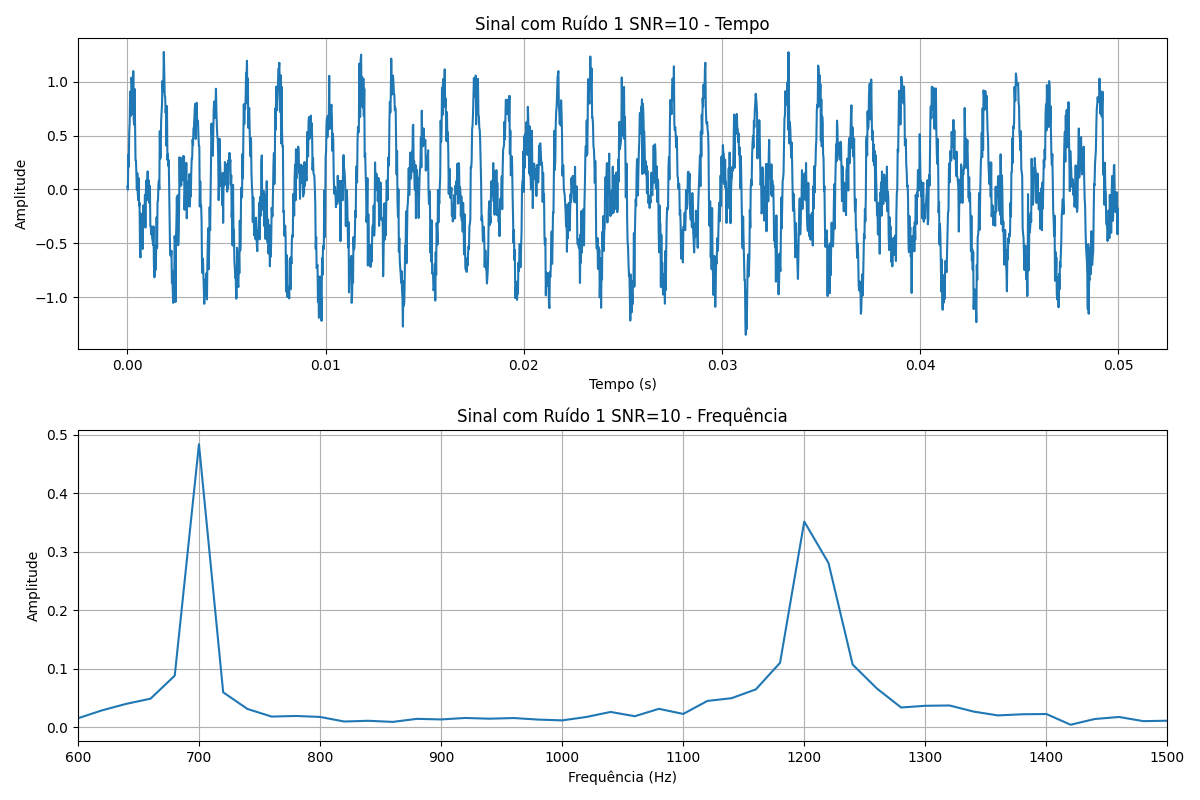 Sinal com Ruído 1 SNR=10 - Tempo
1.0
0.5
0.0
−0.5
−1.0
Amplitude
0.00 0.01 0.02 0.03 0.04 0.05
Tempo (s)
Sinal com Ruído 1 SNR=10 - Frequência
0.5
0.4
0.3
0.2
0.1
0.0
Amplitude
600 700 800 900 1000 1100 1200 1300 1400 1500
Frequência (Hz)